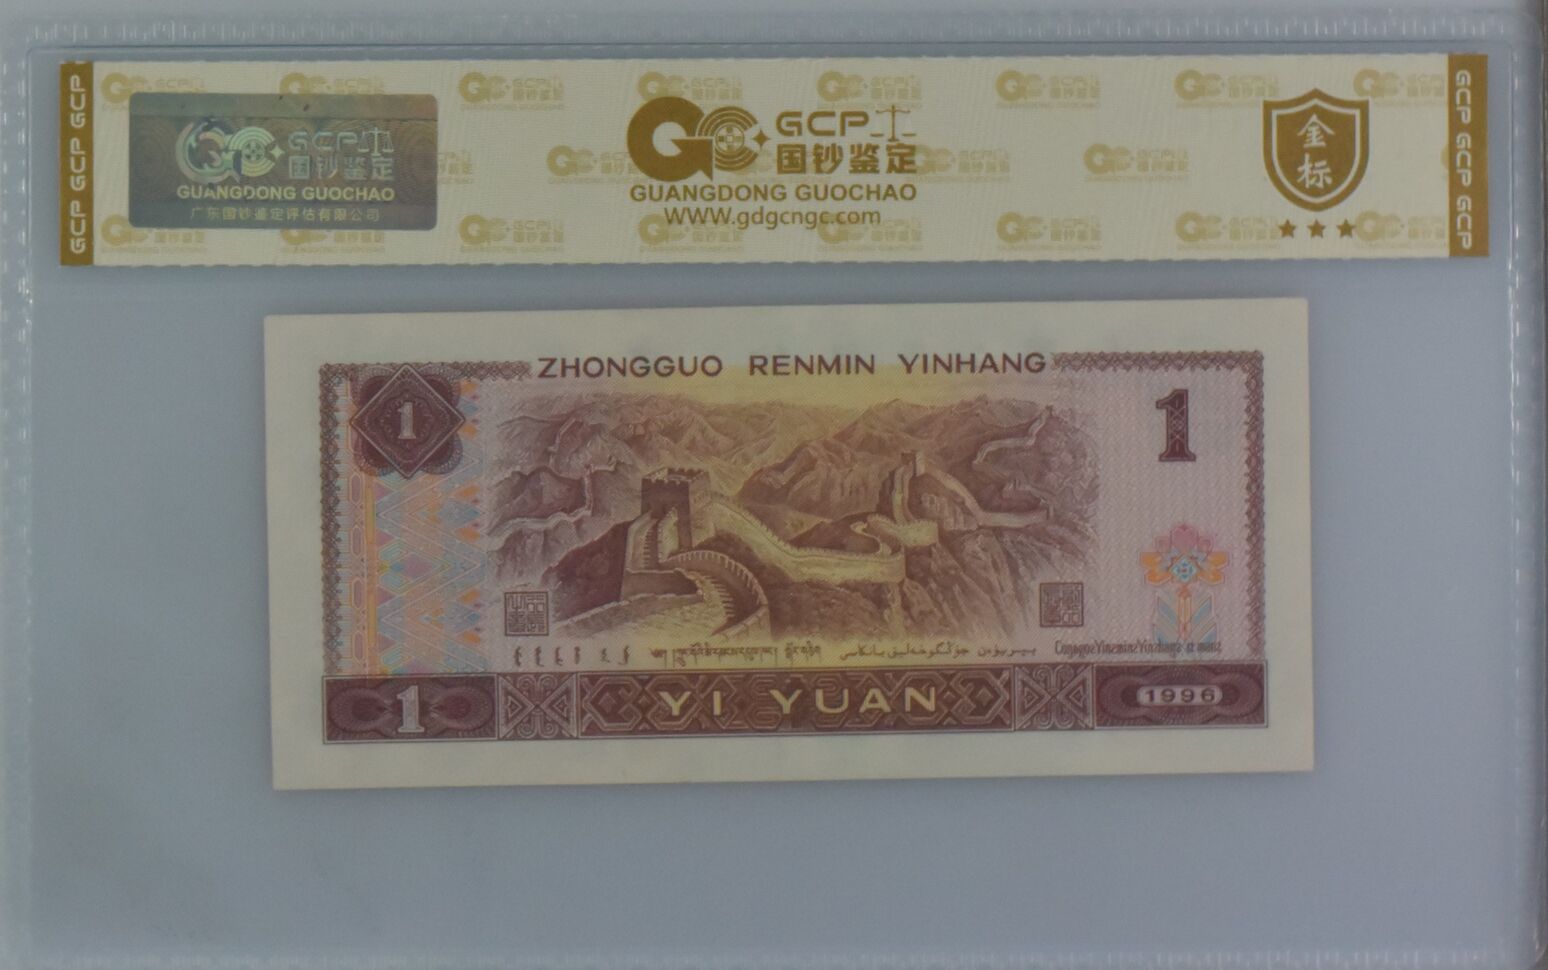 GCP GCP GCP
GCP
国钞鉴定
GUANGDONG GUOCHAO
广东国钞鉴定评估有限公司
GCP
国钞鉴定
GUANGDONG GUOCHAO
WWW.gdgcngc.com
金
标
GCP GCP GCP
ZHONGGUO RENMIN YINHANG
1
1
1
YI YUAN
1996